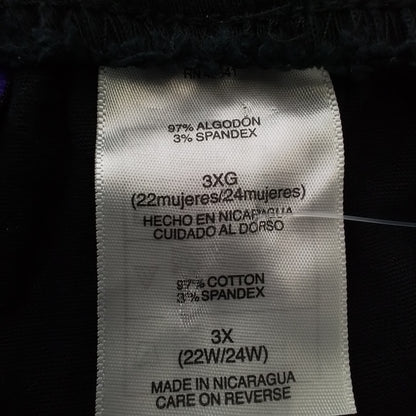 97% ALGODÓN
3% SPANDEX
3XG
(22mujeres/24mujeres)
HECHO EN NICARAGUA
CUIDADO AL DORSO
97% COTTON
3% SPANDEX
3X
(22W/24W)
MADE IN NICARAGUA
CARE ON REVERSE